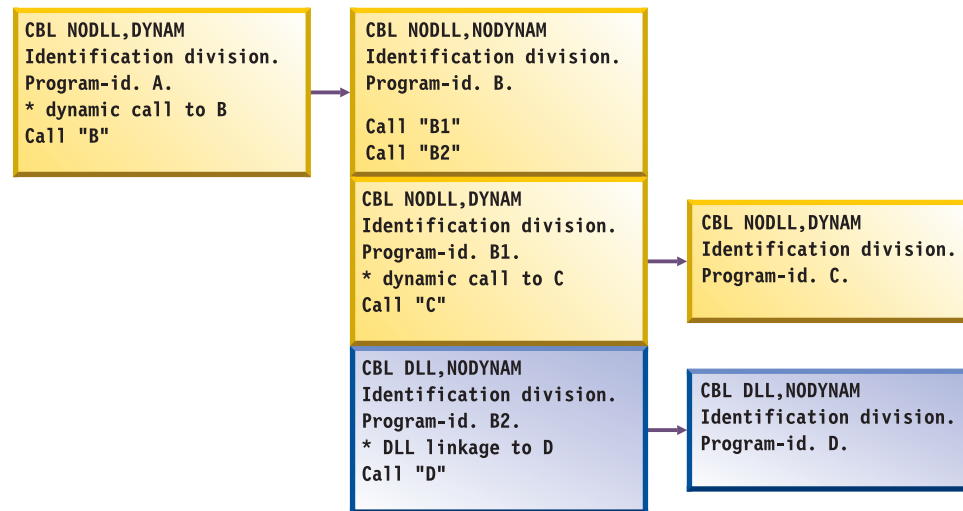 CBL NODLL,DYNAM
Identification division.
Program-id. A.
* dynamic call to B
Call "B"
CBL NODLL,NODYNAM
Identification division.
Program-id. B.
Call "B1"
Call "B2"
CBL NODLL,DYNAM
Identification division.
Program-id. B1.
* dynamic call to C
Call "C"
CBL NODLL,DYNAM
Identification division.
Program-id. C.
CBL DLL,NODYNAM
Identification division.
Program-id. B2.
* DLL linkage to D
Call "D"
CBL DLL,NODYNAM
Identification division.
Program-id. D.